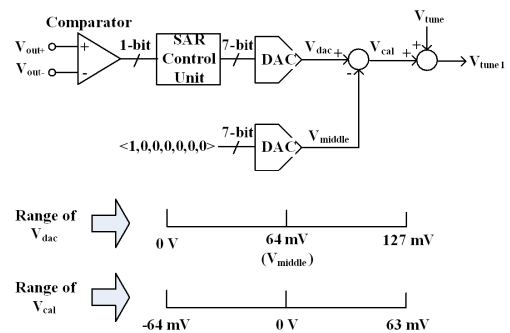 Comparator
V_out+
+
V_out-
-
1-bit
SAR
Control
Unit
7-bit
DAC
V_dac
+
-
V_cal
+
+
V_tune
V_tune1
<1,0,0,0,0,0,0>
7-bit
DAC
V_middle
Range of
V_dac
0 V
64 mV
(V_middle)
127 mV
Range of
V_cal
-64 mV
0 V
63 mV